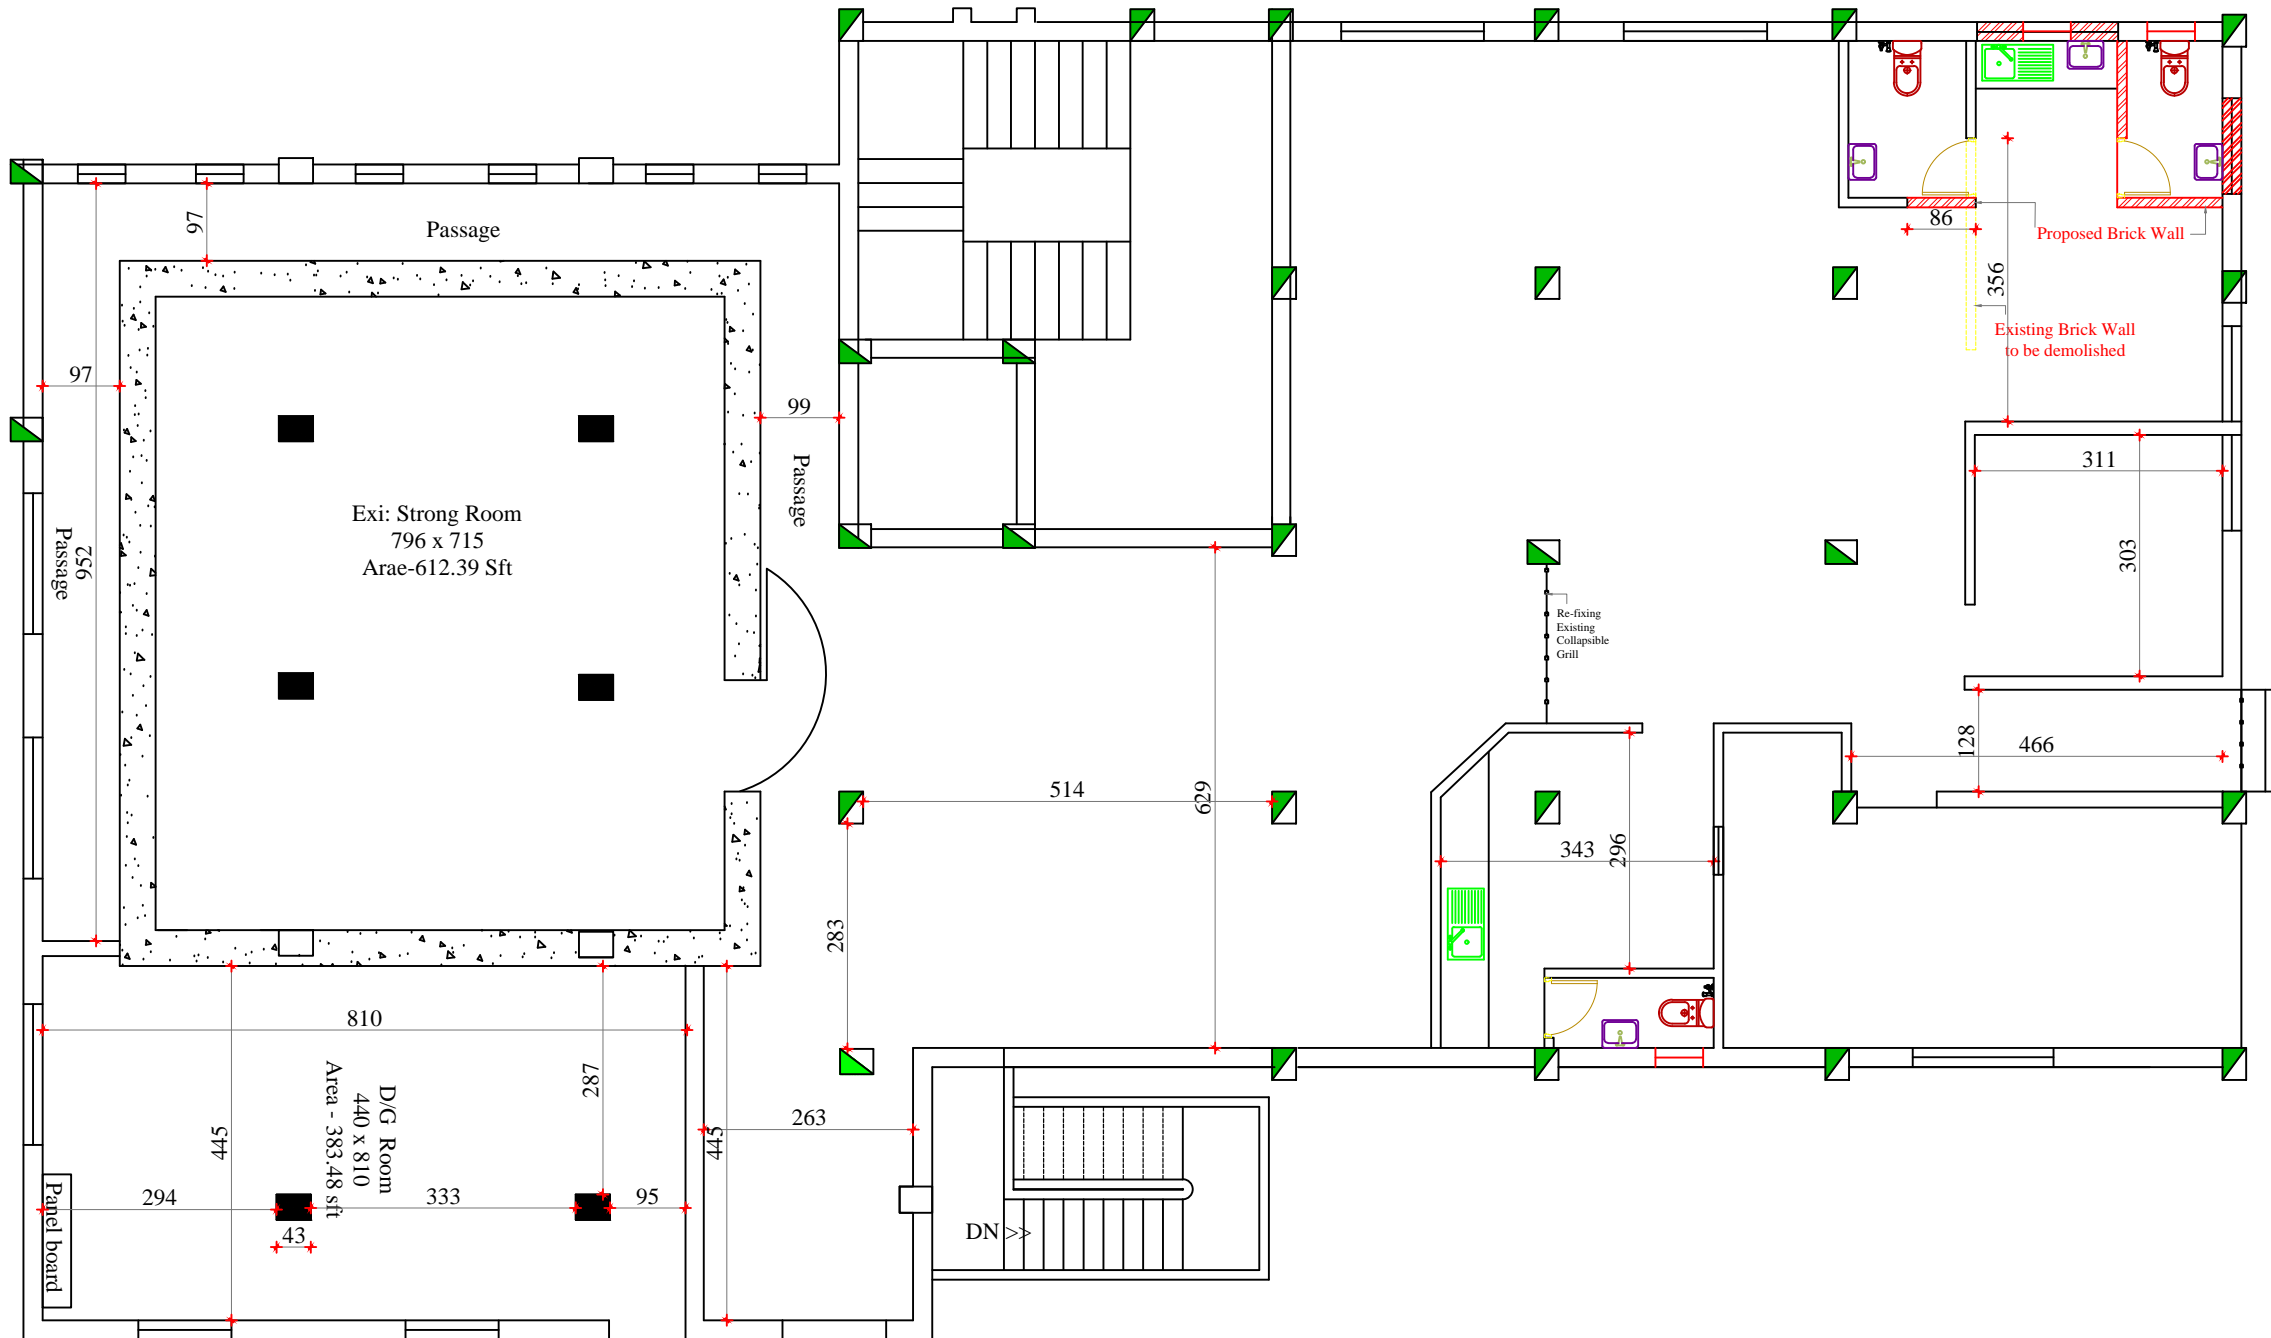 97
Passage
86
Proposed Brick Wall
356
Existing Brick Wall
to be demolished
97
99
Passage
311
Exi: Strong Room
796 x 715
Arae-612.39 Sft
Passage
952
303
Re-fixing
Existing
Collapsible
Grill
128
466
514
629
343
296
283
810
287
D/G Room
440 x 810
Area - 383.48 sft
445
445
263
294
333
95
43
Panel board
DN >>